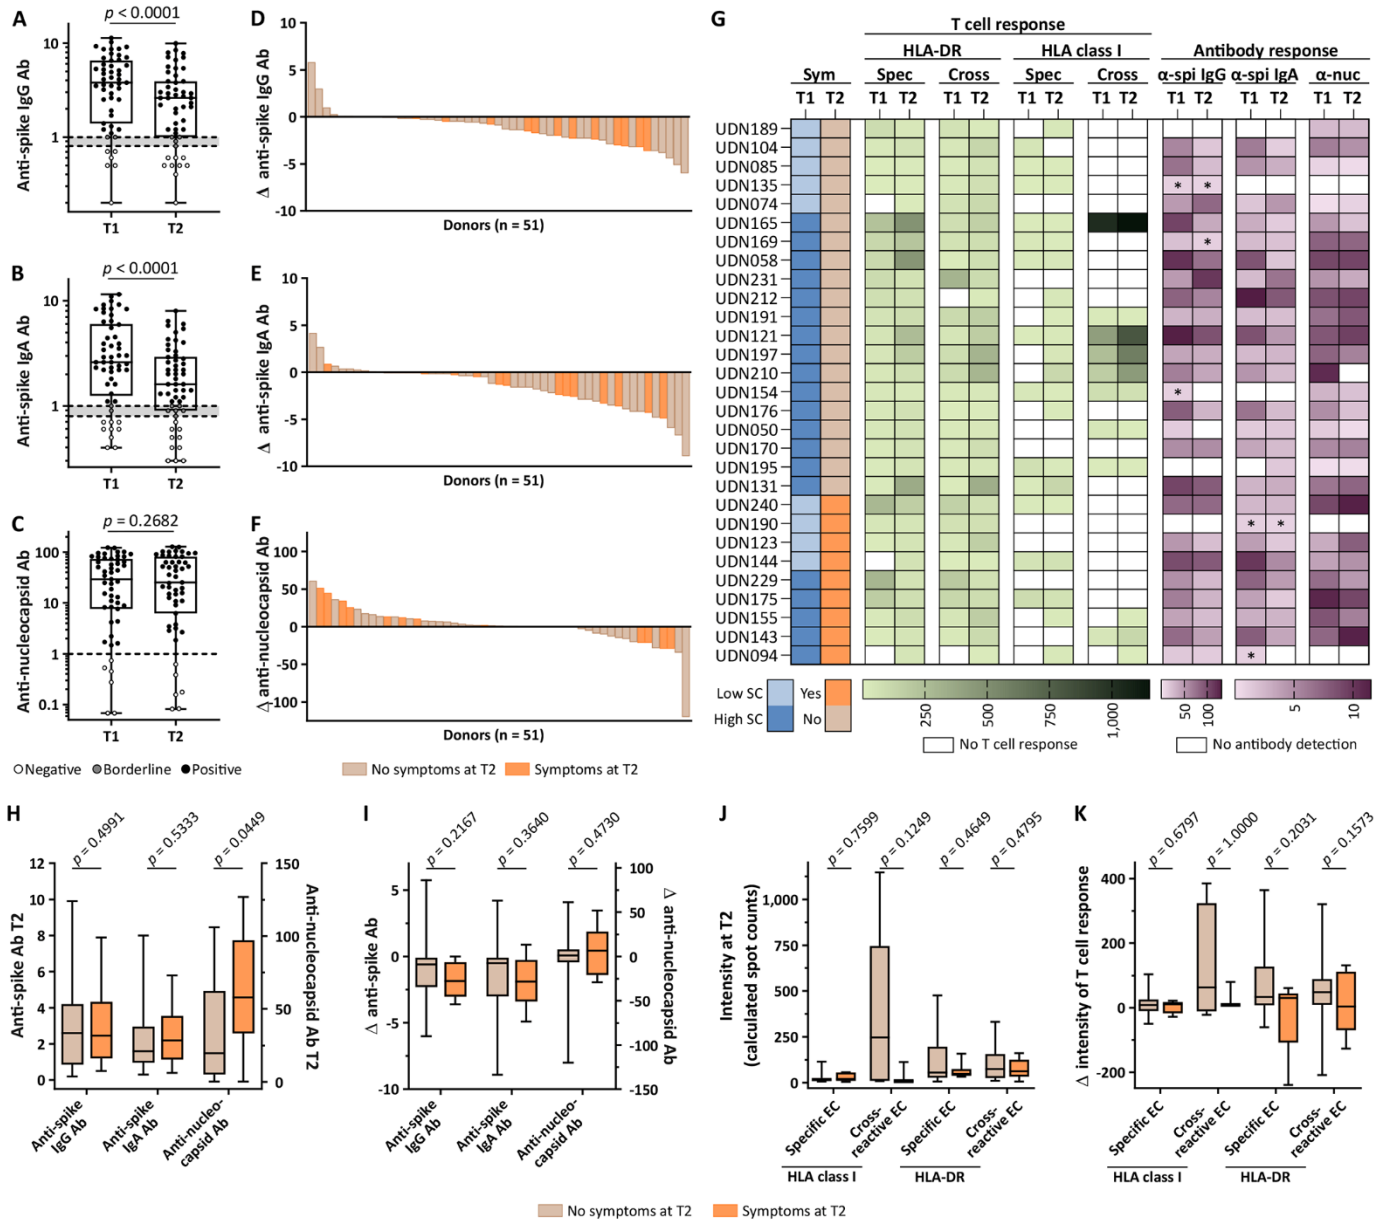 A
p < 0.0001
Anti-spike IgG Ab
10
1
T1
T2
B
p < 0.0001
Anti-spike IgA Ab
10
1
T1
T2
C
p = 0.2682
Anti-nucleocapsid Ab
100
10
1
0.1
T1
T2
Negative
Borderline
Positive
D
Δ anti-spike IgG Ab
10
5
0
-5
-10
Donors (n = 51)
E
Δ anti-spike IgA Ab
10
5
0
-5
-10
Donors (n = 51)
F
Δ anti-nucleocapsid Ab
100
50
0
-50
-100
Donors (n = 51)
No symptoms at T2
Symptoms at T2
G
T cell response
HLA-DR
HLA class I
Antibody response
Sym
Spec
Cross
Spec
Cross
α-spi IgG
α-spi IgA
α-nuc
T1 T2
T1 T2
T1 T2
T1 T2
T1 T2
T1 T2
T1 T2
T1 T2
UDN189
UDN104
UDN085
UDN135
* *
UDN074
UDN165
UDN169
*
UDN058
UDN231
UDN212
UDN191
UDN121
UDN197
UDN210
UDN154
*
UDN176
UDN050
UDN170
UDN195
UDN131
UDN240
UDN190
* *
UDN123
UDN144
UDN229
UDN175
UDN155
UDN143
UDN094
*
Low SC
Yes
High SC
No
250
500
750
1,000
50
100
5
10
No T cell response
No antibody detection
H
p = 0.4991
p = 0.5333
p = 0.0449
Anti-spike Ab T2
12
10
8
6
4
2
0
150
100
50
0
Anti-nucleocapsid Ab T2
Anti-spike
IgG Ab
Anti-spike
IgA Ab
Anti-nucleo-
capsid Ab
I
p = 0.2167
p = 0.3640
p = 0.4730
Δ anti-spike Ab
5
0
-5
-10
100
50
0
-50
-100
-150
Δ anti-nucleocapsid Ab
Anti-spike
IgG Ab
Anti-spike
IgA Ab
Anti-nucleo-
capsid Ab
J
p = 0.7599
p = 0.1249
p = 0.4649
p = 0.4795
Intensity at T2
(calculated spot counts)
1,000
750
500
250
0
Specific EC
Cross-
reactive EC
Specific EC
Cross-
reactive EC
HLA class I
HLA-DR
K
p = 0.6797
p = 1.0000
p = 0.2031
p = 0.1573
Δ intensity of T cell response
400
200
0
-200
Specific EC
Cross-
reactive EC
Specific EC
Cross-
reactive EC
HLA class I
HLA-DR
No symptoms at T2
Symptoms at T2